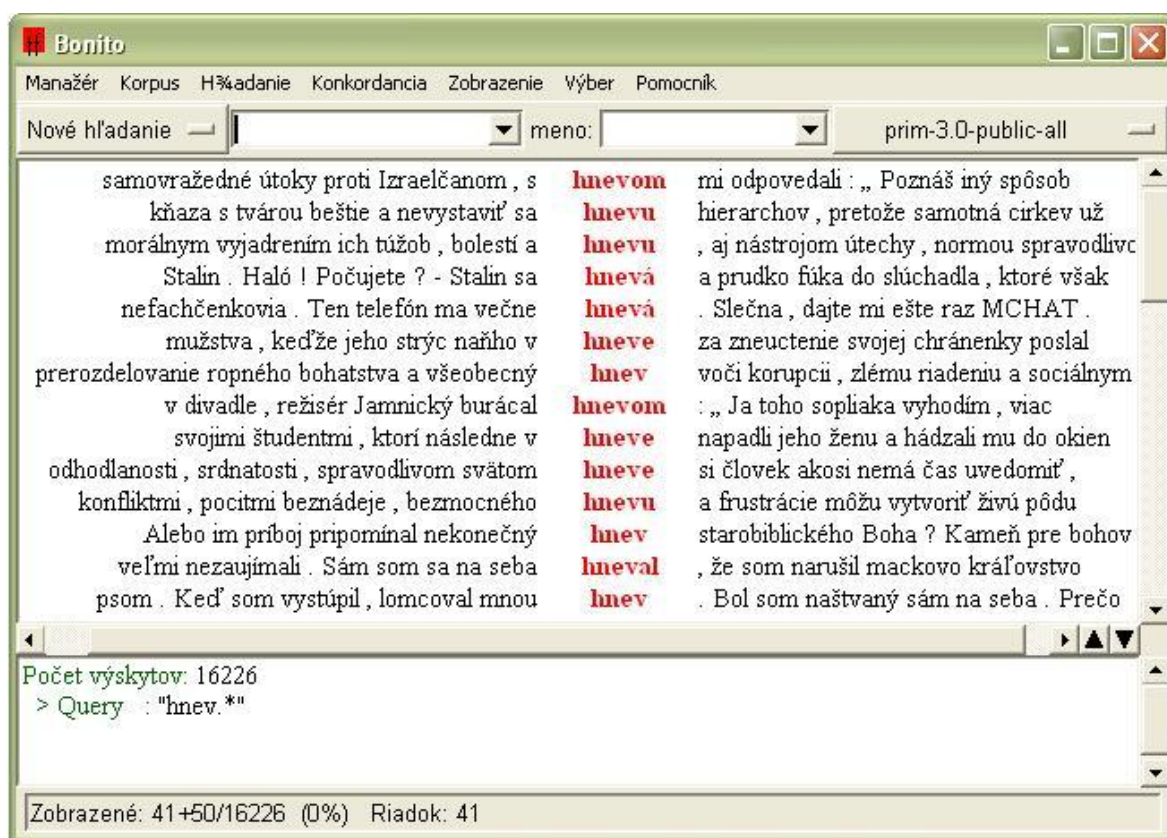 Bonito
Manažér Korpus H¾adanie Konkordancia Zobrazenie Výber Pomocník
Nové hľadanie meno: prim-3.0-public-all
samovražedné útoky proti Izraelčanom , s hnevom mi odpovedali : „ Poznáš iný spôsob
kňaza s tvárou beštie a nevystaviť sa hnevu hierarchov , pretože samotná cirkev už
morálnym vyjadrením ich túžob , bolestí a hnevu , aj nástrojom útechy , normou spravodlivo
Stalin . Haló ! Počujete ? - Stalin sa hnevá a prudko fúka do slúchadla , ktoré však
nefachčenkovia . Ten telefón ma večne hnevá . Slečna , dajte mi ešte raz MCHAT .
mužstva , keďže jeho strýc naňho v hneve za zneuctenie svojej chránenky poslal
prerozdelovanie ropného bohatstva a všeobecný hnev voči korupcii , zlému riadeniu a sociálnym
v divadle , režisér Jamnický burácal hnevom : „ Ja toho sopliaka vyhodím , viac
svojimi študentmi , ktorí následne v hneve napadli jeho ženu a hádzali mu do okien
odhodlanosti , srdnatosti , spravodlivom svätom hneve si človek akosi nemá čas uvedomiť ,
konfliktmi , pocitmi beznádeje , bezmocného hnevu a frustrácie môžu vytvoriť živú pôdu
Alebo im príboj pripomínal nekonečný hnev starobiblického Boha ? Kameň pre bohov
veľmi nezaujímali . Sám som sa na seba hneval , že som narušil mackovo kráľovstvo
psom . Keď som vystúpil , lomcoval mnou hnev . Bol som naštvaný sám na seba . Prečo
Počet výskytov: 16226
> Query : "hnev.*"
Zobrazené: 41+50/16226 (0%) Riadok: 41